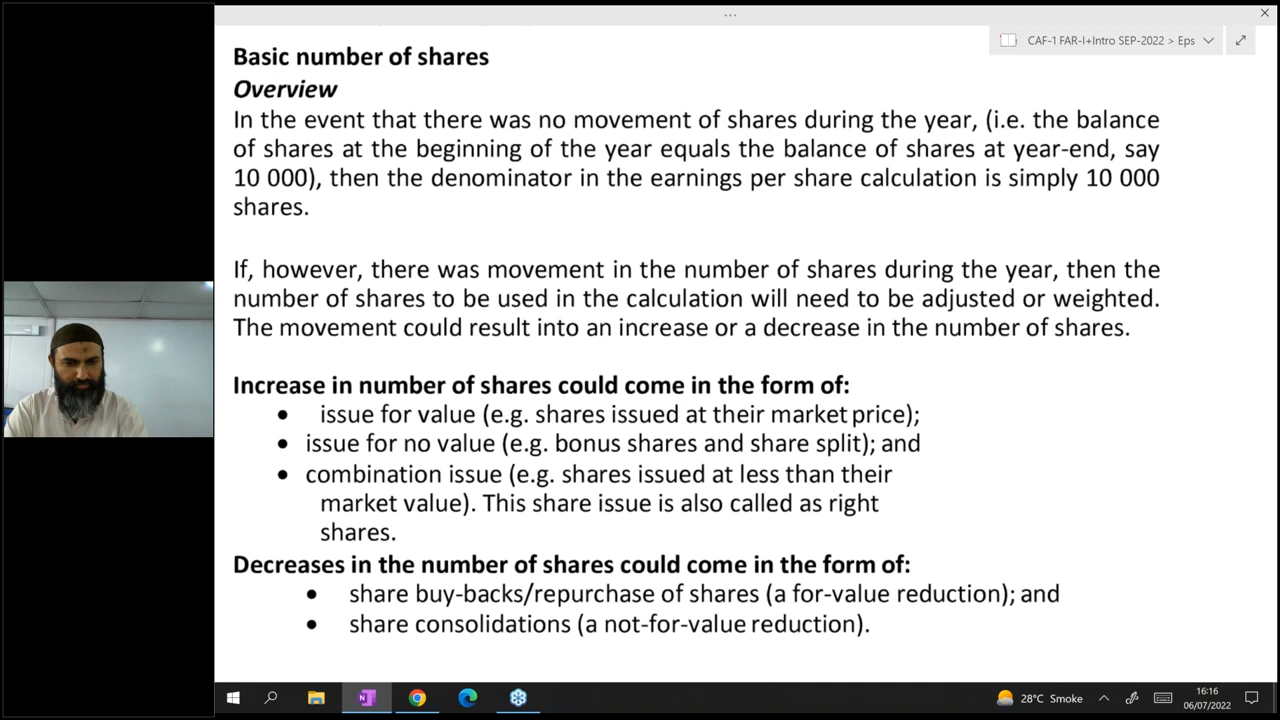 CAF-1 FAR-I+Intro SEP-2022 > Eps
Basic number of shares
Overview
In the event that there was no movement of shares during the year, (i.e. the balance
of shares at the beginning of the year equals the balance of shares at year-end, say
10 000), then the denominator in the earnings per share calculation is simply 10 000
shares.
If, however, there was movement in the number of shares during the year, then the
number of shares to be used in the calculation will need to be adjusted or weighted.
The movement could result into an increase or a decrease in the number of shares.
Increase in number of shares could come in the form of:
• issue for value (e.g. shares issued at their market price);
• issue for no value (e.g. bonus shares and share split); and
• combination issue (e.g. shares issued at less than their
market value). This share issue is also called as right
shares.
Decreases in the number of shares could come in the form of:
• share buy-backs/repurchase of shares (a for-value reduction); and
• share consolidations (a not-for-value reduction).
28°C Smoke
16:16
06/07/2022